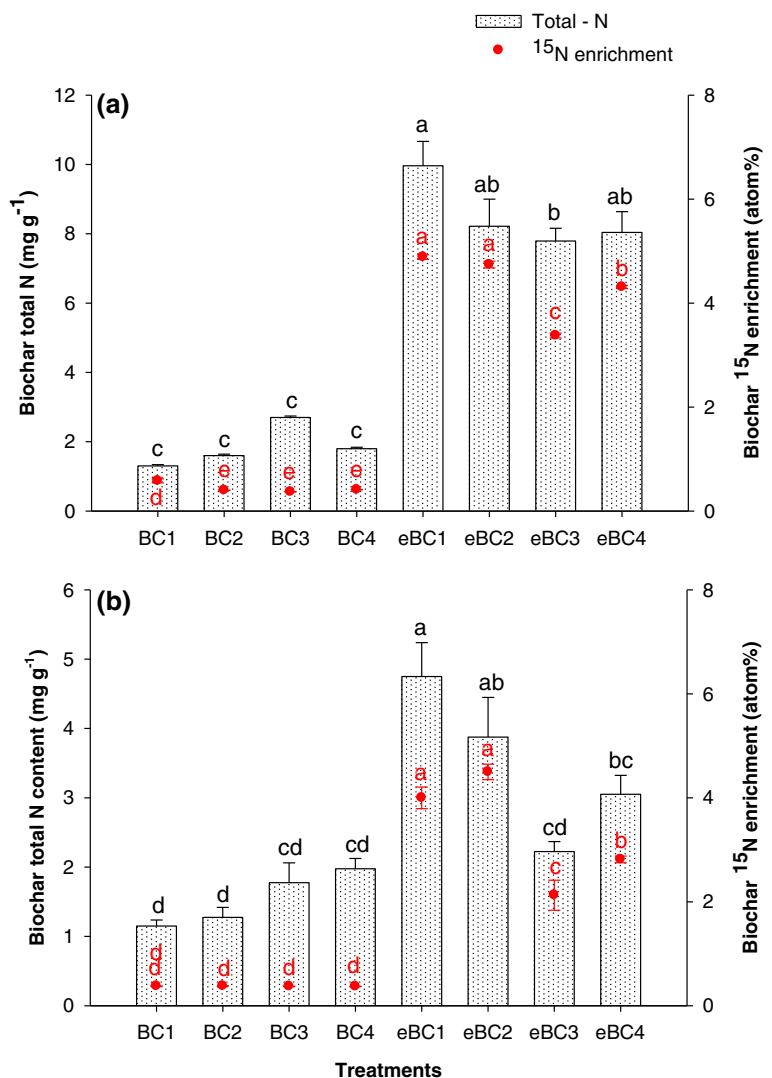 Total - N
15N enrichment
(a)
Biochar total N (mg g-1)
12
10
8
6
4
2
0
Biochar 15N enrichment (atom%)
8
6
4
2
0
a
ab
b
ab
a
a
b
c
c
c
c
c
e
e
e
d
BC1 BC2 BC3 BC4 eBC1 eBC2 eBC3 eBC4
(b)
Biochar total N content (mg g-1)
6
5
4
3
2
1
0
Biochar 15N enrichment (atom%)
8
6
4
2
0
a
ab
bc
a
a
b
cd
cd
cd
c
d
d
d
d
d
d
d
BC1 BC2 BC3 BC4 eBC1 eBC2 eBC3 eBC4
Treatments